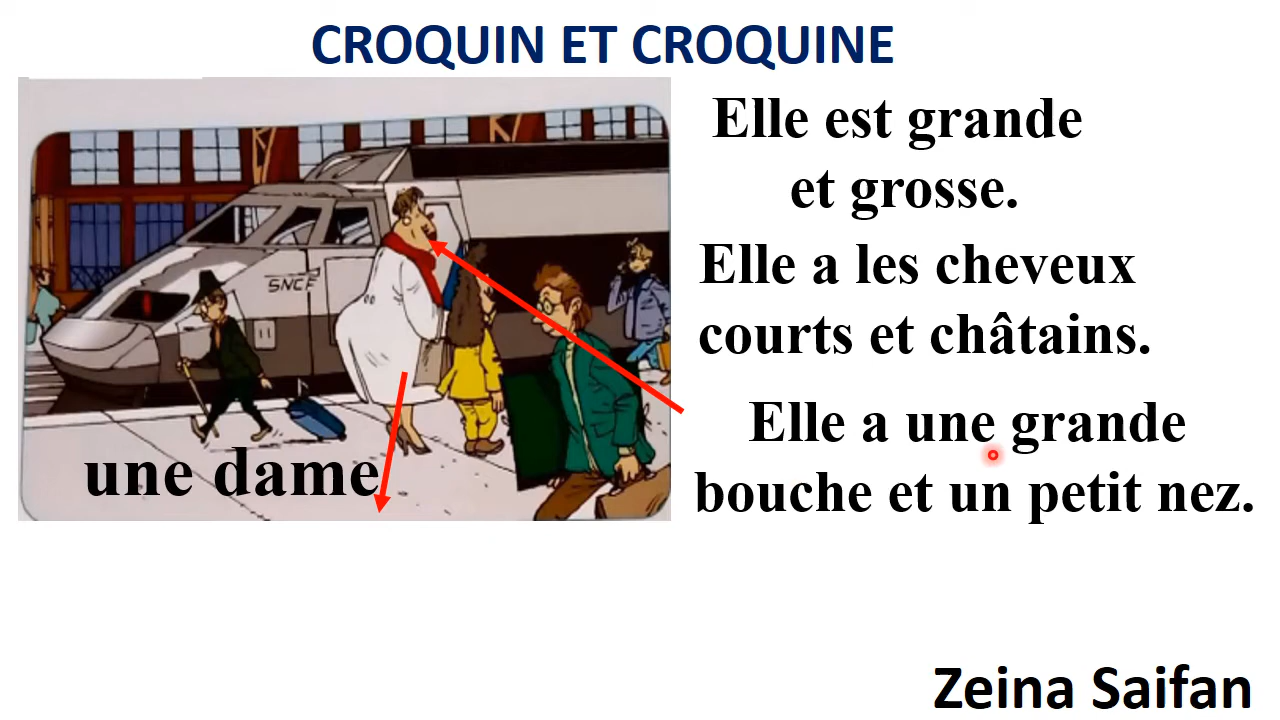 CROQUIN ET CROQUINE
Elle est grande
et grosse.
Elle a les cheveux
courts et châtains.
Elle a une grande
bouche et un petit nez.
SNCF
une dame
Zeina Saifan